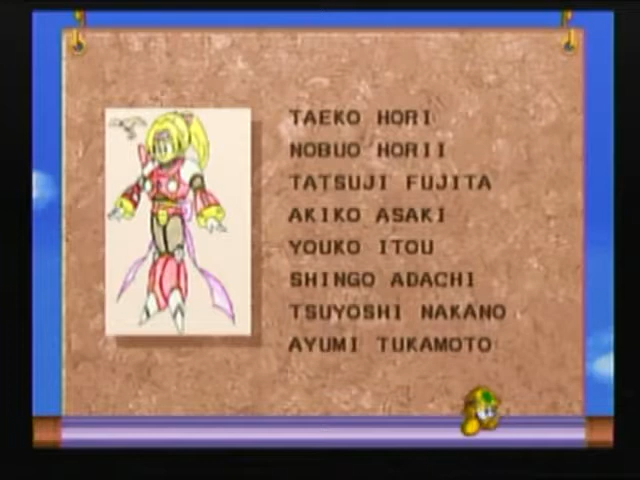 TAEKO HORI
NOBUO HORII
TATSUJI FUJITA
AKIKO ASAKI
YOUKO ITOU
SHINGO ADACHI
TSUYOSHI NAKANO
AYUMI TUKAMOTO